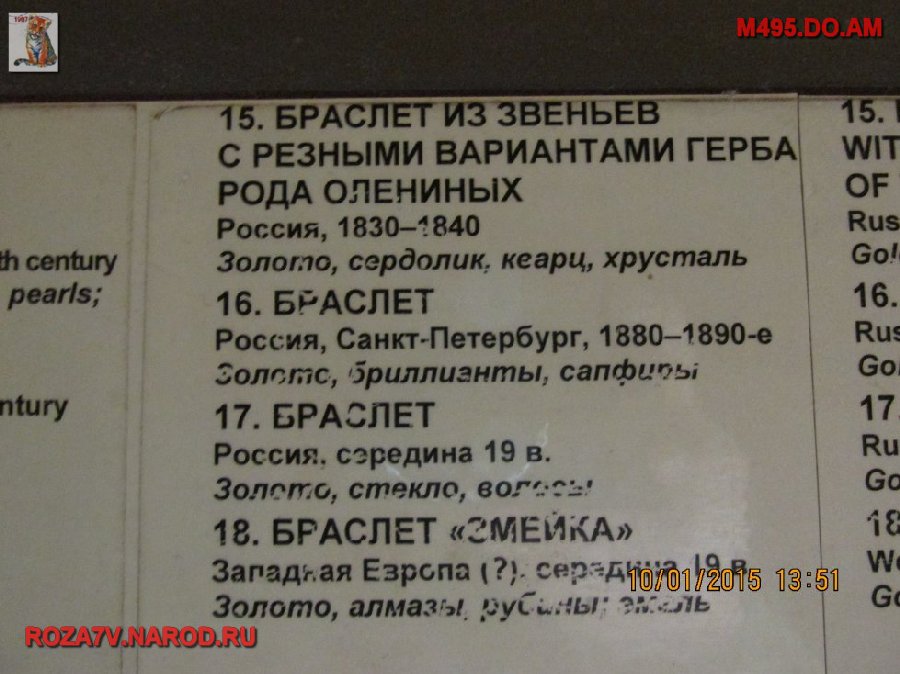 1997
M495.DO.AM
th century
pearls;
ntury
15. БРАСЛЕТ ИЗ ЗВЕНЬЕВ
С РЕЗНЫМИ ВАРИАНТАМИ ГЕРБА
РОДА ОЛЕНИНЫХ
Россия, 1830–1840
Золото, сердолик, кварц, хрусталь
16. БРАСЛЕТ
Россия, Санкт-Петербург, 1880–1890-е
Золото, бриллианты, сапфиры
17. БРАСЛЕТ
Россия, середина 19 в.
Золото, стекло, волосы
18. БРАСЛЕТ «ЗМЕЙКА»
Западная Европа (?), середина 19 в.
Золото, алмазы, рубины; эмаль
15.
WIT
OF
Rus
Gol
16.
Rus
Gol
17.
Ru
Go
18
We
Go
10/01/2015 13:51
ROZA7V.NAROD.RU